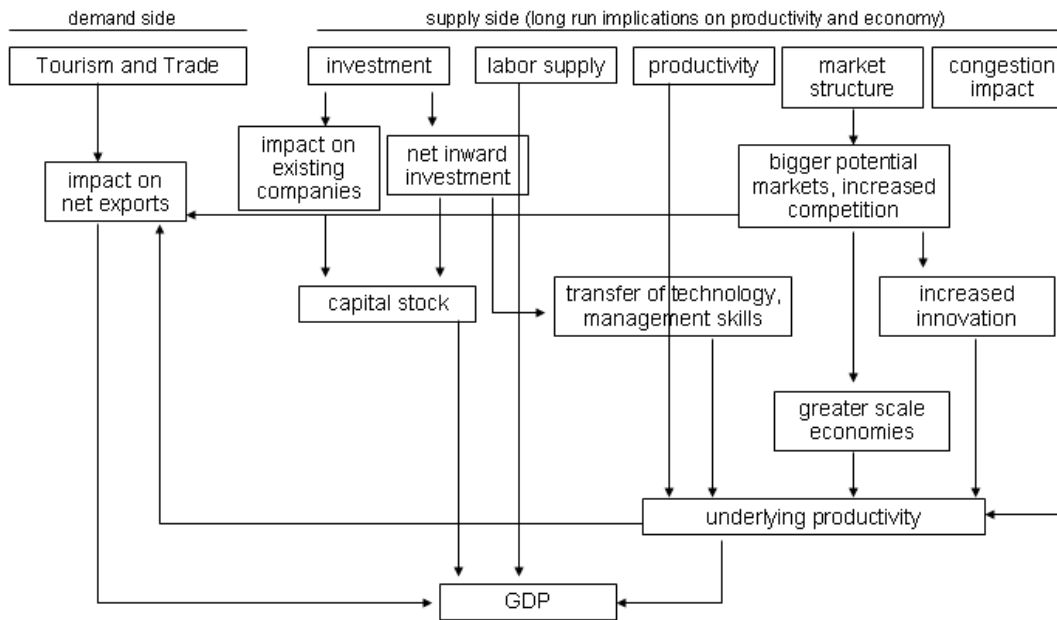 demand side
supply side (long run implications on productivity and economy)
Tourism and Trade
investment
labor supply
productivity
market
structure
congestion
impact
impact on
existing
companies
net inward
investment
bigger potential
markets, increased
competition
impact on
net exports
capital stock
transfer of technology,
management skills
increased
innovation
greater scale
economies
underlying productivity
GDP